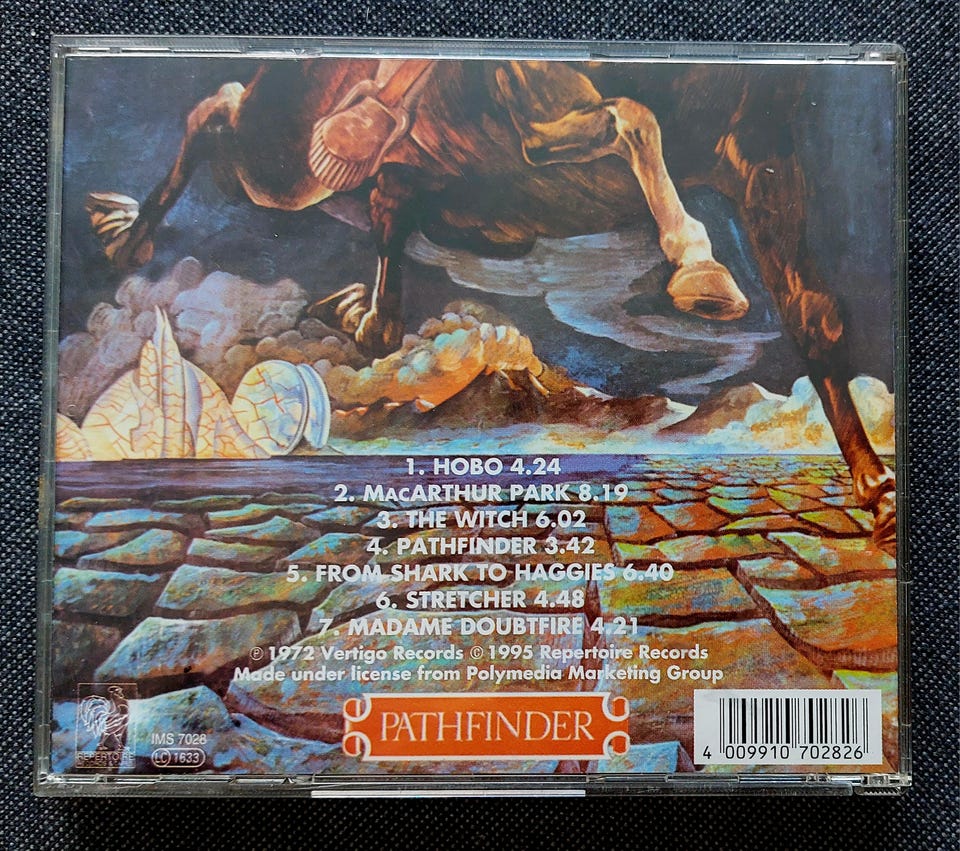 1. HOBO 4.24
2. MACARTHUR PARK 8.19
3. THE WITCH 6.02
4. PATHFINDER 3.42
5. FROM SHARK TO HAGGIES 6.40
6. STRETCHER 4.48
7. MADAME DOUBTFIRE 4.21
℗ 1972 Vertigo Records © 1995 Repertoire Records
Made under license from Polymedia Marketing Group
PATHFINDER
REPERTOIRE
IMS 7028
LC 1633
4 009910 702826